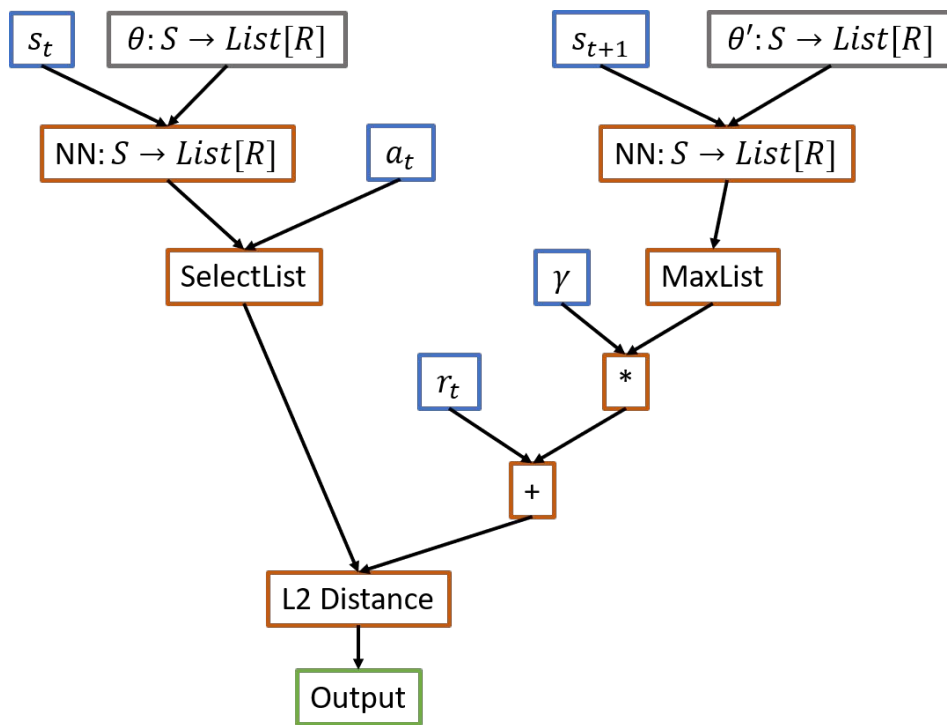 s_t
θ: S → List[R]
s_{t+1}
θ′: S → List[R]
NN: S → List[R]
a_t
NN: S → List[R]
SelectList
γ
MaxList
r_t
*
+
L2 Distance
Output